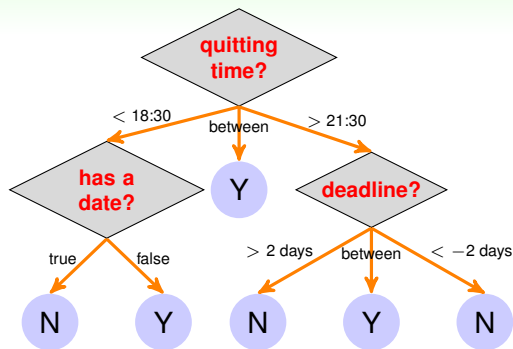 quitting
time?
< 18:30
between
> 21:30
has a
date?
Y
deadline?
true
false
> 2 days
between
< −2 days
N
Y
N
Y
N